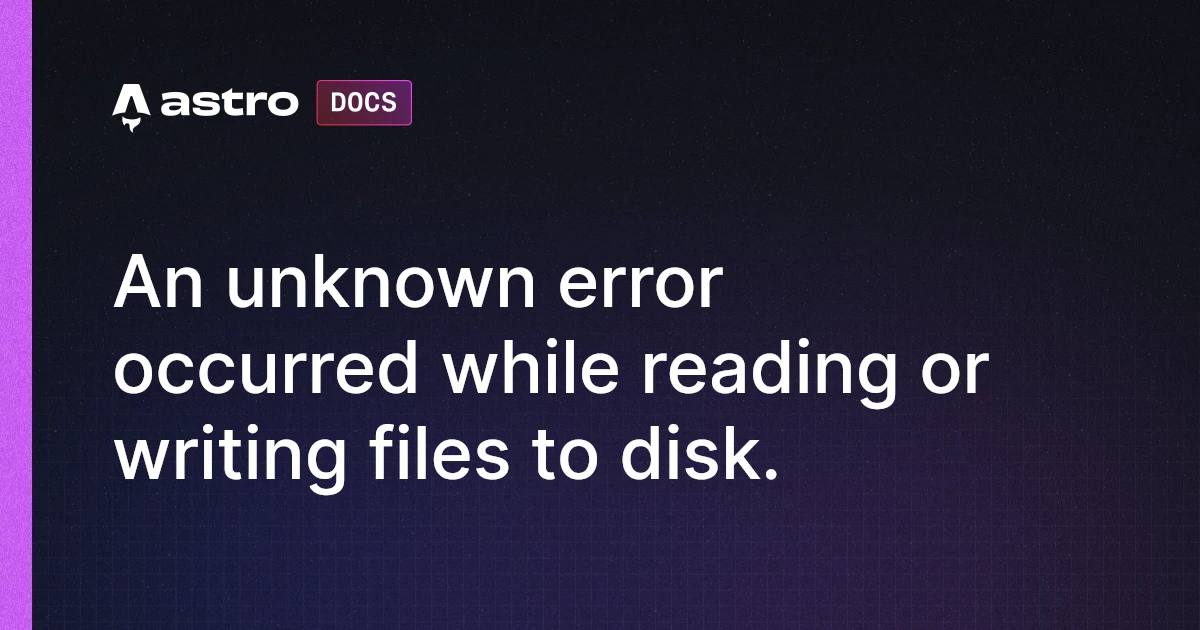 astro DOCS
An unknown error
occurred while reading or
writing files to disk.